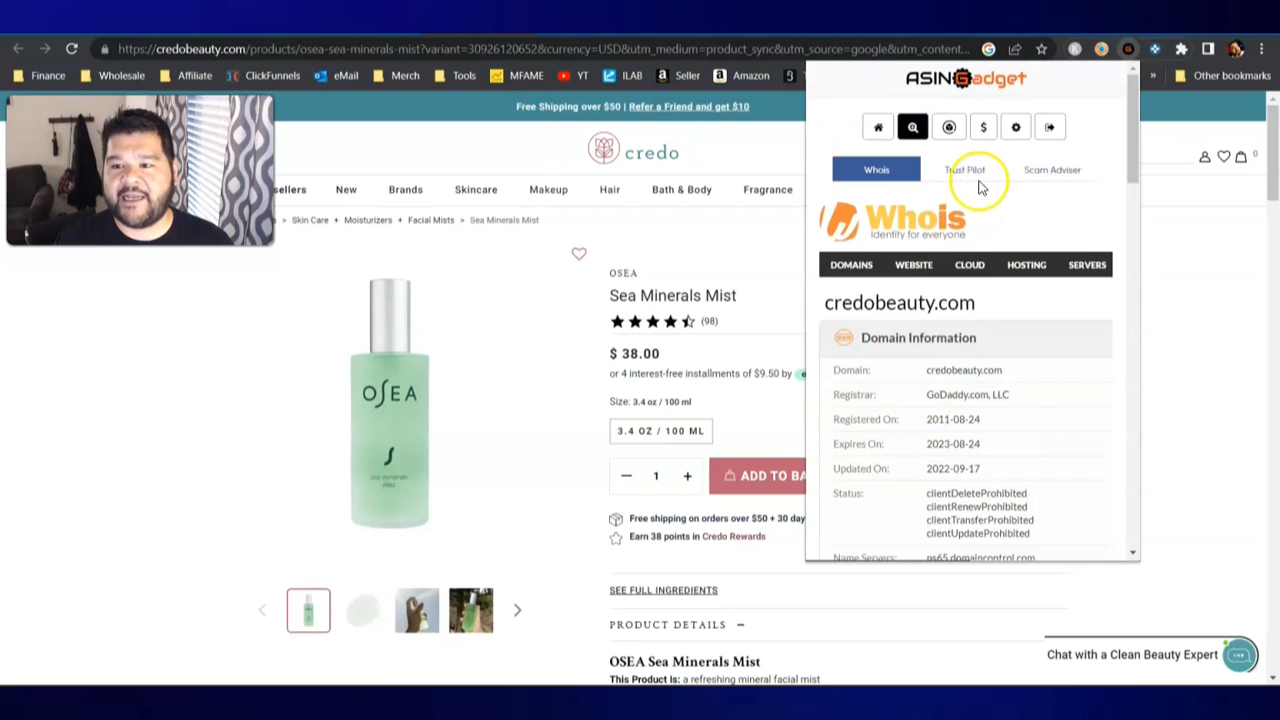 https://credobeauty.com/products/osea-sea-minerals-mist?variant=30926120652&currency=USD&utm_medium=product_sync&utm_source=google&utm_content...
Finance Wholesale Affiliate ClickFunnels eMail Merch Tools MFAME YT ILAB Seller Amazon » Other bookmarks
Free Shipping over $50 | Refer a Friend and get $10
credo
0
sellers New Brands Skincare Makeup Hair Bath & Body Fragrance
> Skin Care + Moisturizers + Facial Mists > Sea Minerals Mist
OSEA
Sea Minerals Mist
(98)
$ 38.00
or 4 interest-free installments of $9.50 by
Size: 3.4 oz / 100 ml
3.4 OZ / 100 ML
− 1 +
ADD TO BA
Free shipping on orders over $50 + 30 day
Earn 38 points in Credo Rewards
SEE FULL INGREDIENTS
PRODUCT DETAILS −
OSEA Sea Minerals Mist
This Product Is: a refreshing mineral facial mist
OSEA
sea minerals
mist
ASINGadget
$
Whois Trust Pilot Scam Adviser
Whois
Identity for everyone
DOMAINS WEBSITE CLOUD HOSTING SERVERS
credobeauty.com
Domain Information
Domain: credobeauty.com
Registrar: GoDaddy.com, LLC
Registered On: 2011-08-24
Expires On: 2023-08-24
Updated On: 2022-09-17
Status: clientDeleteProhibited
clientRenewProhibited
clientTransferProhibited
clientUpdateProhibited
Name Servers: ns65.domaincontrol.com
Chat with a Clean Beauty Expert